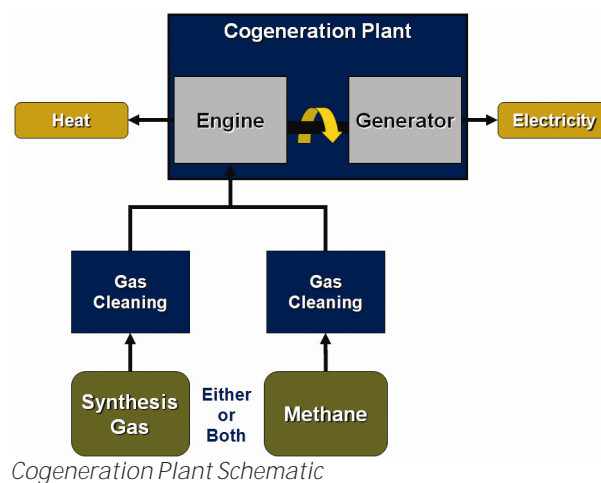 Cogeneration Plant
Heat
Engine
Generator
Electricity
Gas
Cleaning
Gas
Cleaning
Synthesis
Gas
Either
or
Both
Methane
Cogeneration Plant Schematic